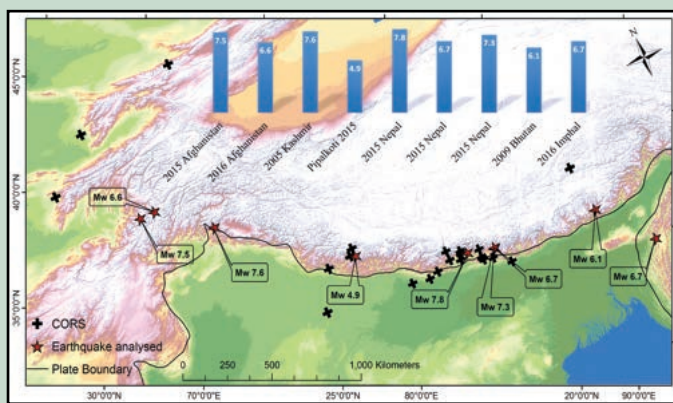 N
7.5
6.6
7.6
4.9
7.8
6.7
7.3
6.1
6.7
2015 Afghanistan
2016 Afghanistan
2005 Kashmir
Pipalkoti 2015
2015 Nepal
2015 Nepal
2015 Nepal
2009 Bhutan
2016 Imphal
45°0'0"N
40°0'0"N
35°0'0"N
Mw 6.6
Mw 7.5
Mw 7.6
Mw 4.9
Mw 7.8
Mw 7.3
Mw 6.7
Mw 6.1
Mw 6.7
CORS
Earthquake analysed
Plate Boundary
0 250 500 1,000 Kilometers
30°0'0"N 70°0'0"E 25°0'0"N 80°0'0"E 20°0'0"N 90°0'0"E